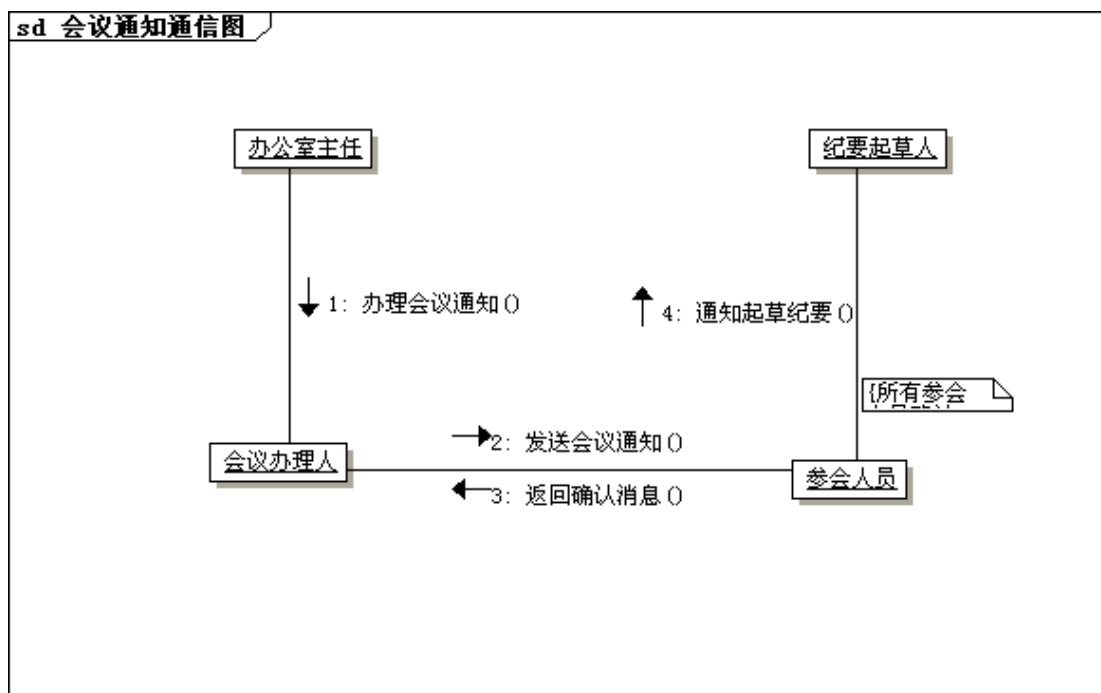 sd 会议通知通信图
办公室主任
纪要起草人
1: 办理会议通知()
4: 通知起草纪要()
{所有参会
2: 发送会议通知()
会议办理人
参会人员
3: 返回确认消息()